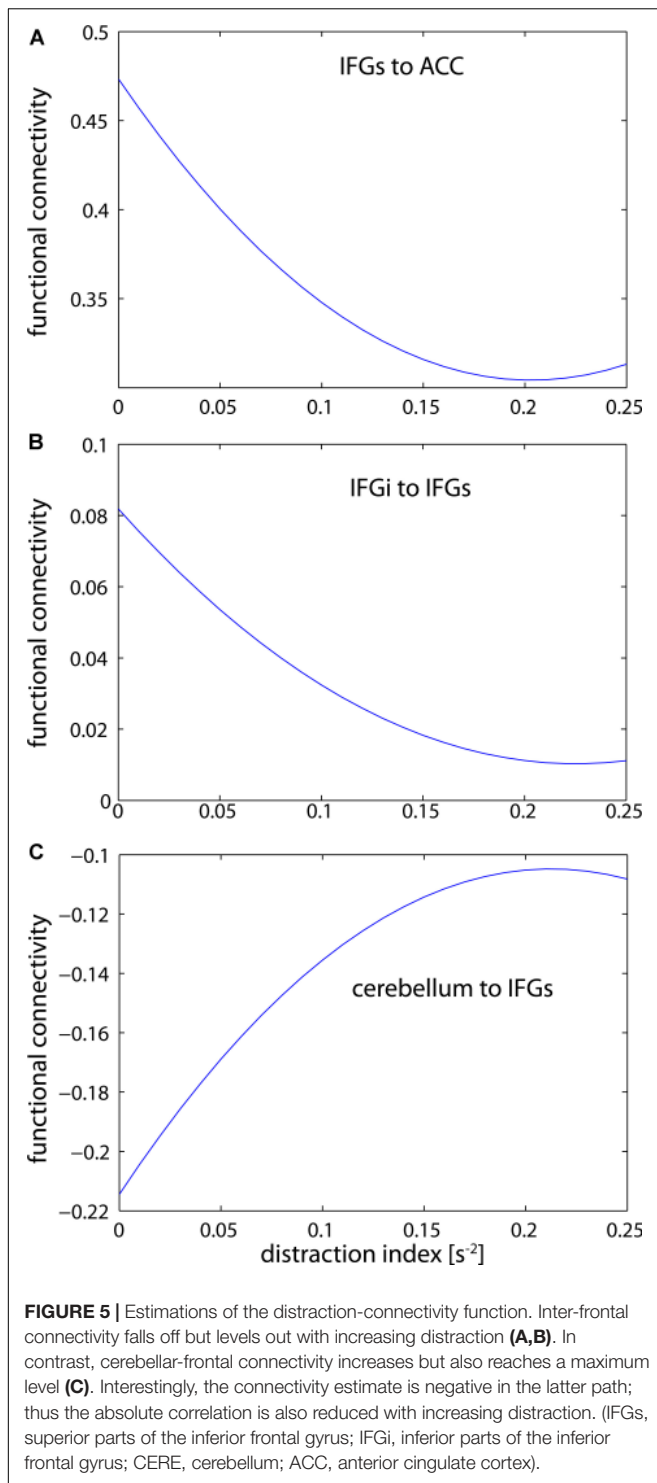 A
IFGs to ACC
functional connectivity
0.5
0.45
0.4
0.35
0 0.05 0.1 0.15 0.2 0.25
B
IFGi to IFGs
functional connectivity
0.1
0.08
0.06
0.04
0.02
0
0 0.05 0.1 0.15 0.2 0.25
C
cerebellum to IFGs
functional connectivity
−0.1
−0.12
−0.14
−0.16
−0.18
−0.2
−0.22
0 0.05 0.1 0.15 0.2 0.25
distraction index [s⁻²]
FIGURE 5 | Estimations of the distraction-connectivity function. Inter-frontal
connectivity falls off but levels out with increasing distraction (A,B). In
contrast, cerebellar-frontal connectivity increases but also reaches a maximum
level (C). Interestingly, the connectivity estimate is negative in the latter path;
thus the absolute correlation is also reduced with increasing distraction. (IFGs,
superior parts of the inferior frontal gyrus; IFGi, inferior parts of the inferior
frontal gyrus; CERE, cerebellum; ACC, anterior cingulate cortex).